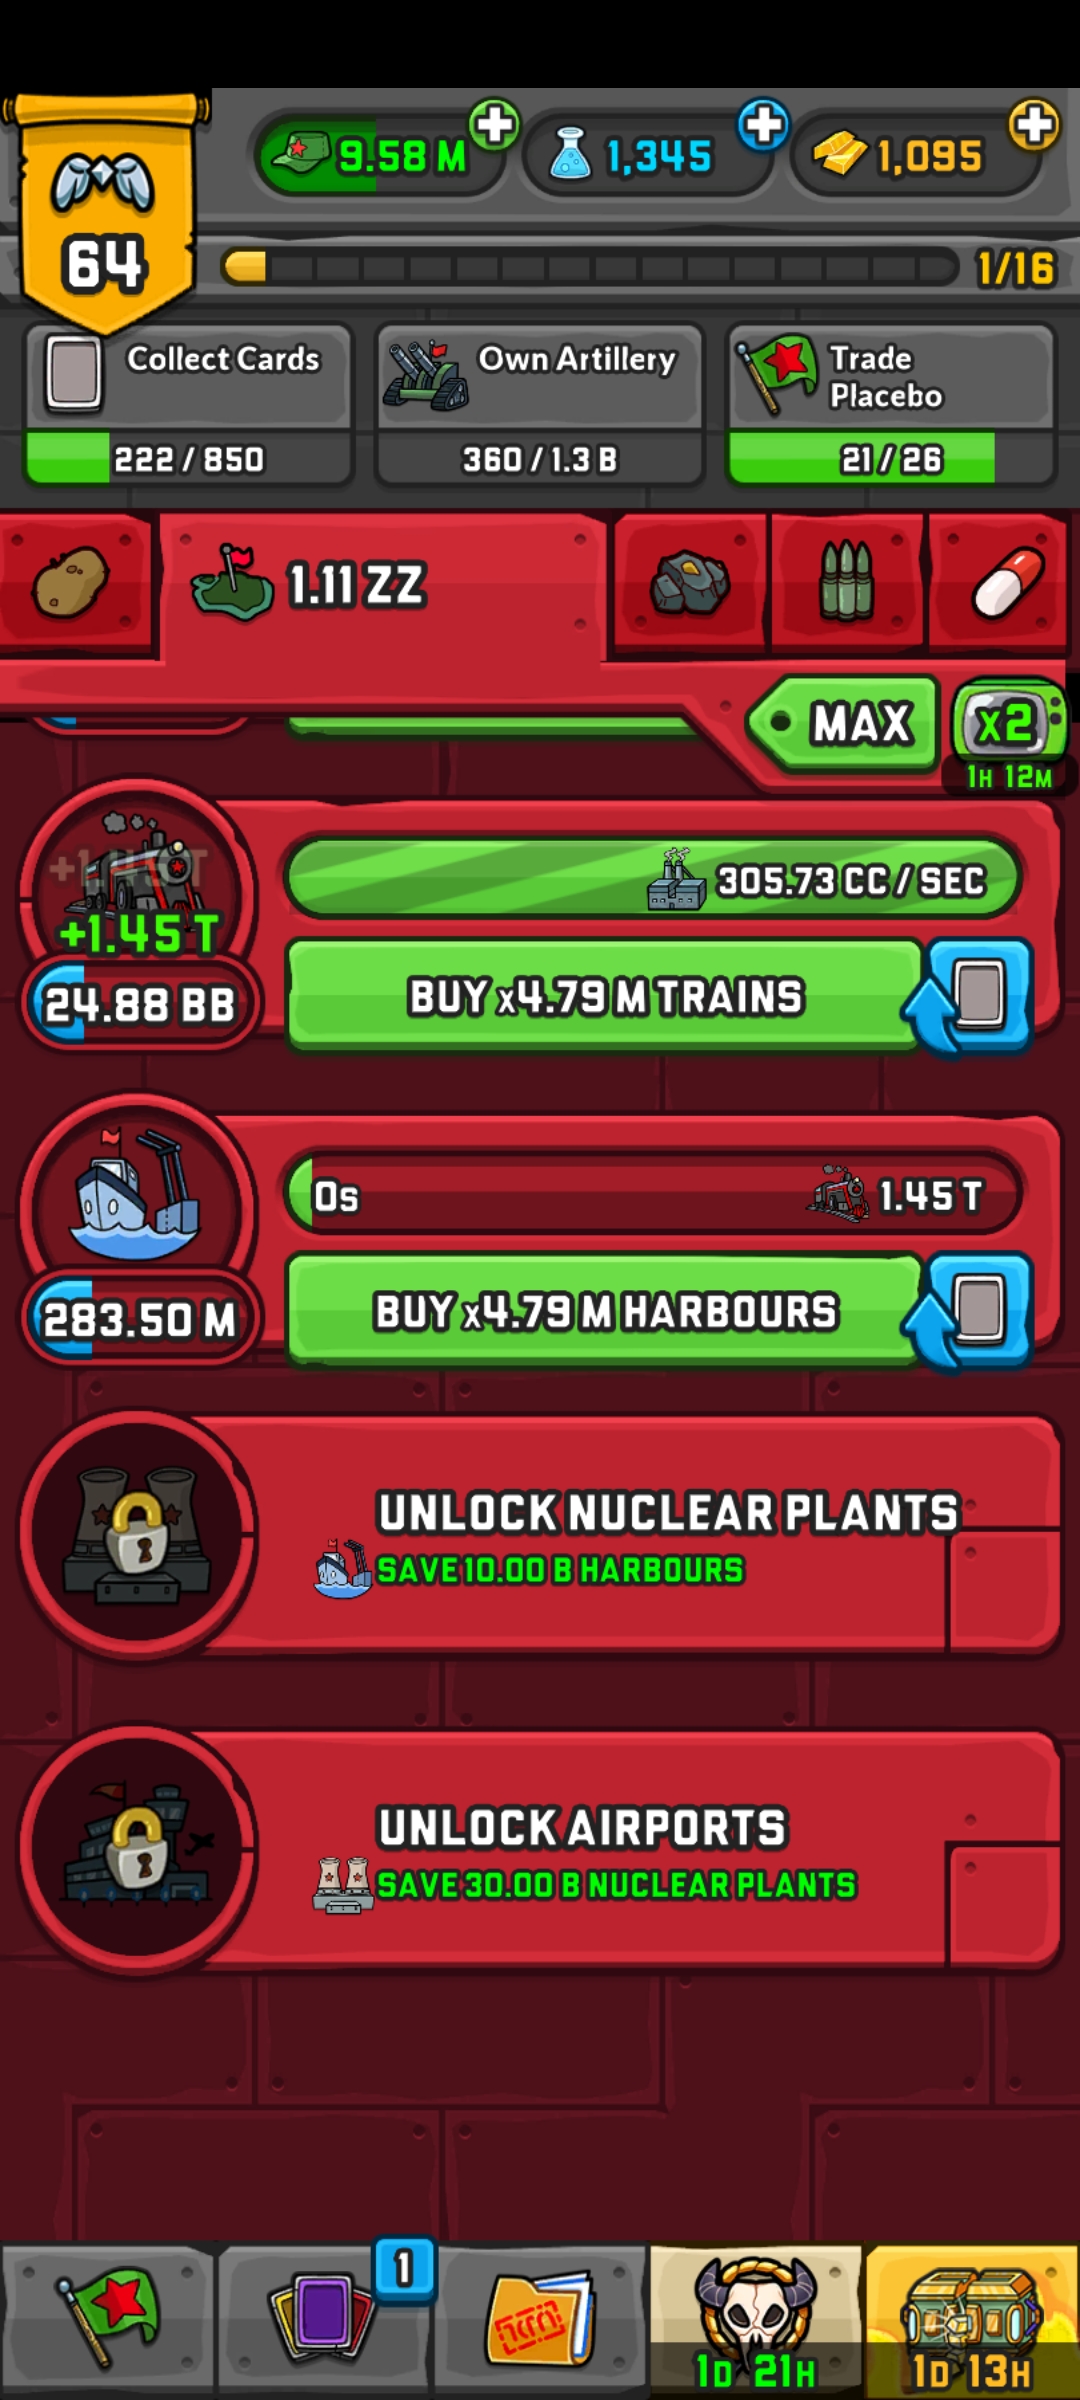 9.58 M
1,345
1,095
64
1/16
Collect Cards
222 / 850
Own Artillery
360 / 1.3 B
Trade
Placebo
21 / 26
1.11 ZZ
MAX
x2
1H 12M
305.73 CC / SEC
+1.45 T
24.88 BB
BUY x4.79 M TRAINS
0s
1.45 T
283.50 M
BUY x4.79 M HARBOURS
UNLOCK NUCLEAR PLANTS
SAVE 10.00 B HARBOURS
UNLOCK AIRPORTS
SAVE 30.00 B NUCLEAR PLANTS
1
1D 21H
1D 13H